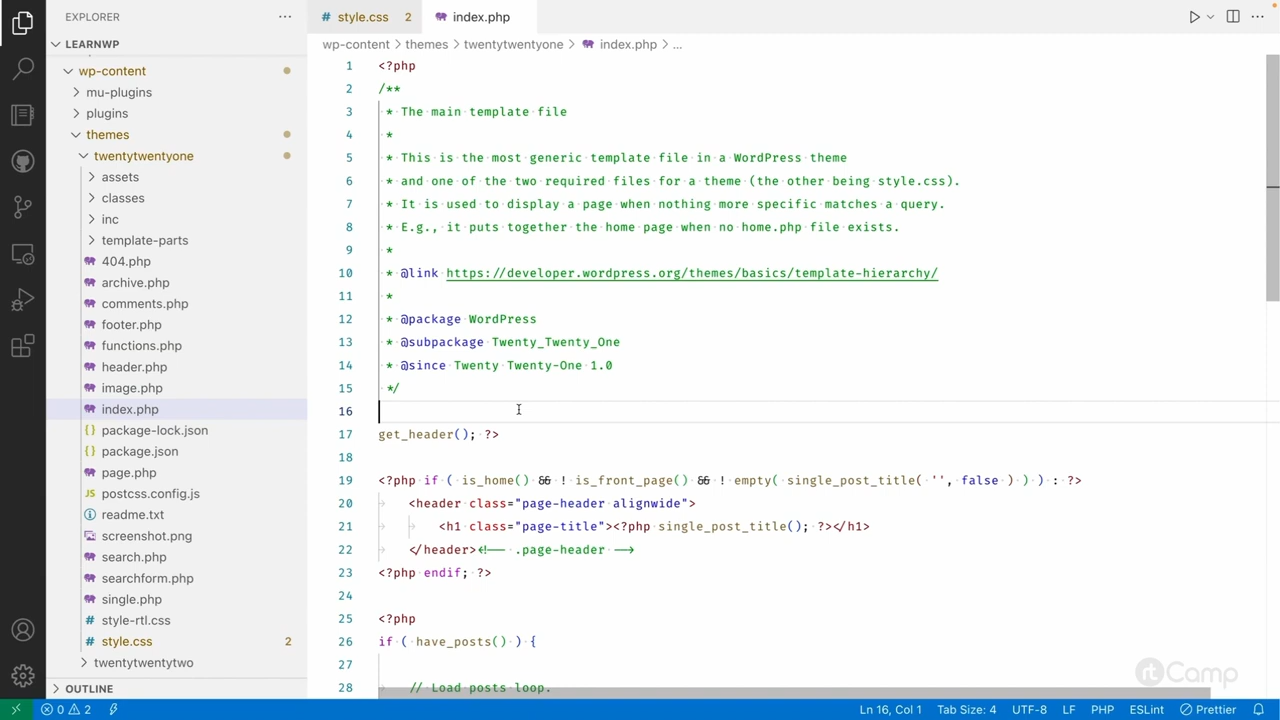 EXPLORER
LEARNWP
wp-content
mu-plugins
plugins
themes
twentytwentyone
assets
classes
inc
template-parts
404.php
archive.php
comments.php
footer.php
functions.php
header.php
image.php
index.php
package-lock.json
package.json
page.php
postcss.config.js
readme.txt
screenshot.png
search.php
searchform.php
single.php
style-rtl.css
style.css 2
twentytwentytwo
OUTLINE
style.css 2 index.php
wp-content > themes > twentytwentyone > index.php > ...
1 <?php
2 /**
3 * The main template file
4 *
5 * This is the most generic template file in a WordPress theme
6 * and one of the two required files for a theme (the other being style.css).
7 * It is used to display a page when nothing more specific matches a query.
8 * E.g., it puts together the home page when no home.php file exists.
9 *
10 * @link https://developer.wordpress.org/themes/basics/template-hierarchy/
11 *
12 * @package WordPress
13 * @subpackage Twenty_Twenty_One
14 * @since Twenty Twenty-One 1.0
15 */
16
17 get_header(); ?>
18
19 <?php if ( is_home() && ! is_front_page() && ! empty( single_post_title( '', false ) ) ) : ?>
20 <header class="page-header alignwide">
21 <h1 class="page-title"><?php single_post_title(); ?></h1>
22 </header><!-- .page-header -->
23 <?php endif; ?>
24
25 <?php
26 if ( have_posts() ) {
27
28 // Load posts loop.
rtCamp
0 2 Ln 16, Col 1 Tab Size: 4 UTF-8 LF PHP ESLint Prettier